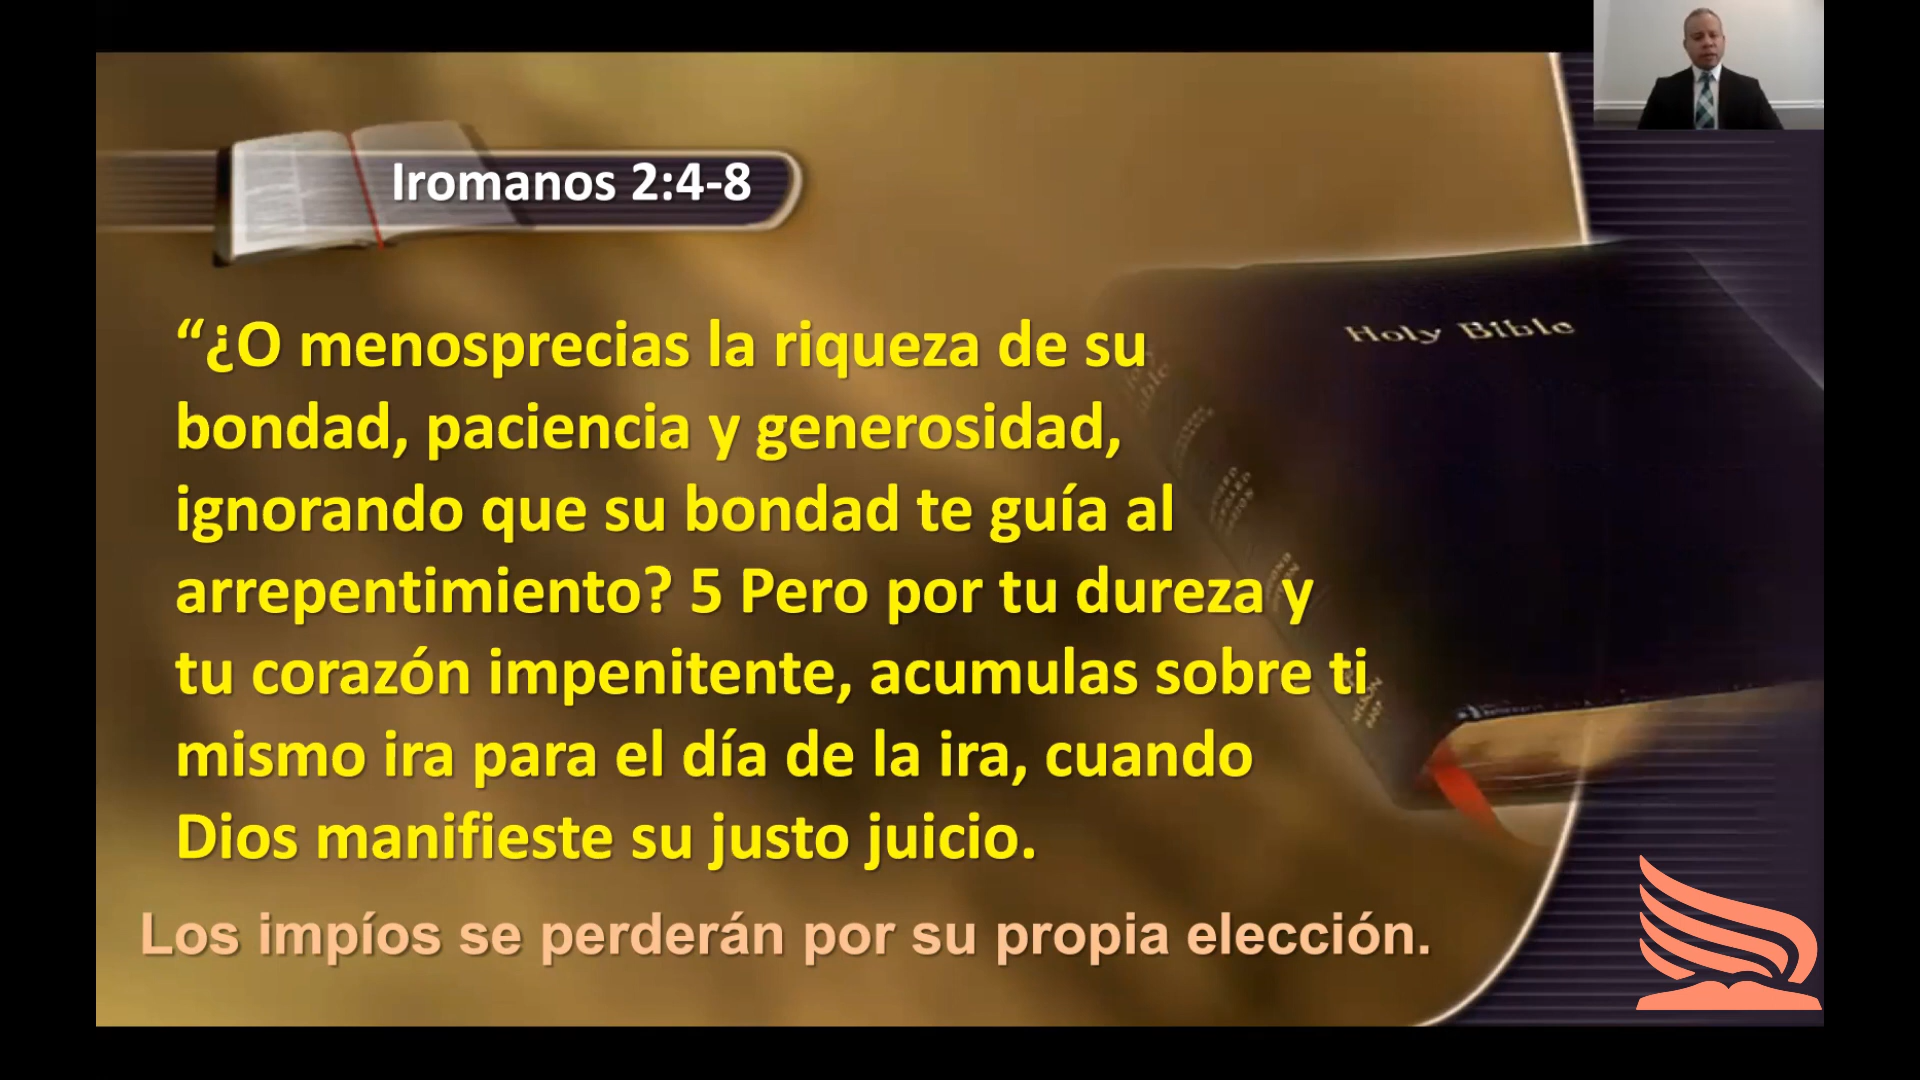 Iromanos 2:4-8
Holy Bible
“¿O menosprecias la riqueza de su
bondad, paciencia y generosidad,
ignorando que su bondad te guía al
arrepentimiento? 5 Pero por tu dureza y
tu corazón impenitente, acumulas sobre ti
mismo ira para el día de la ira, cuando
Dios manifieste su justo juicio.
Los impíos se perderán por su propia elección.